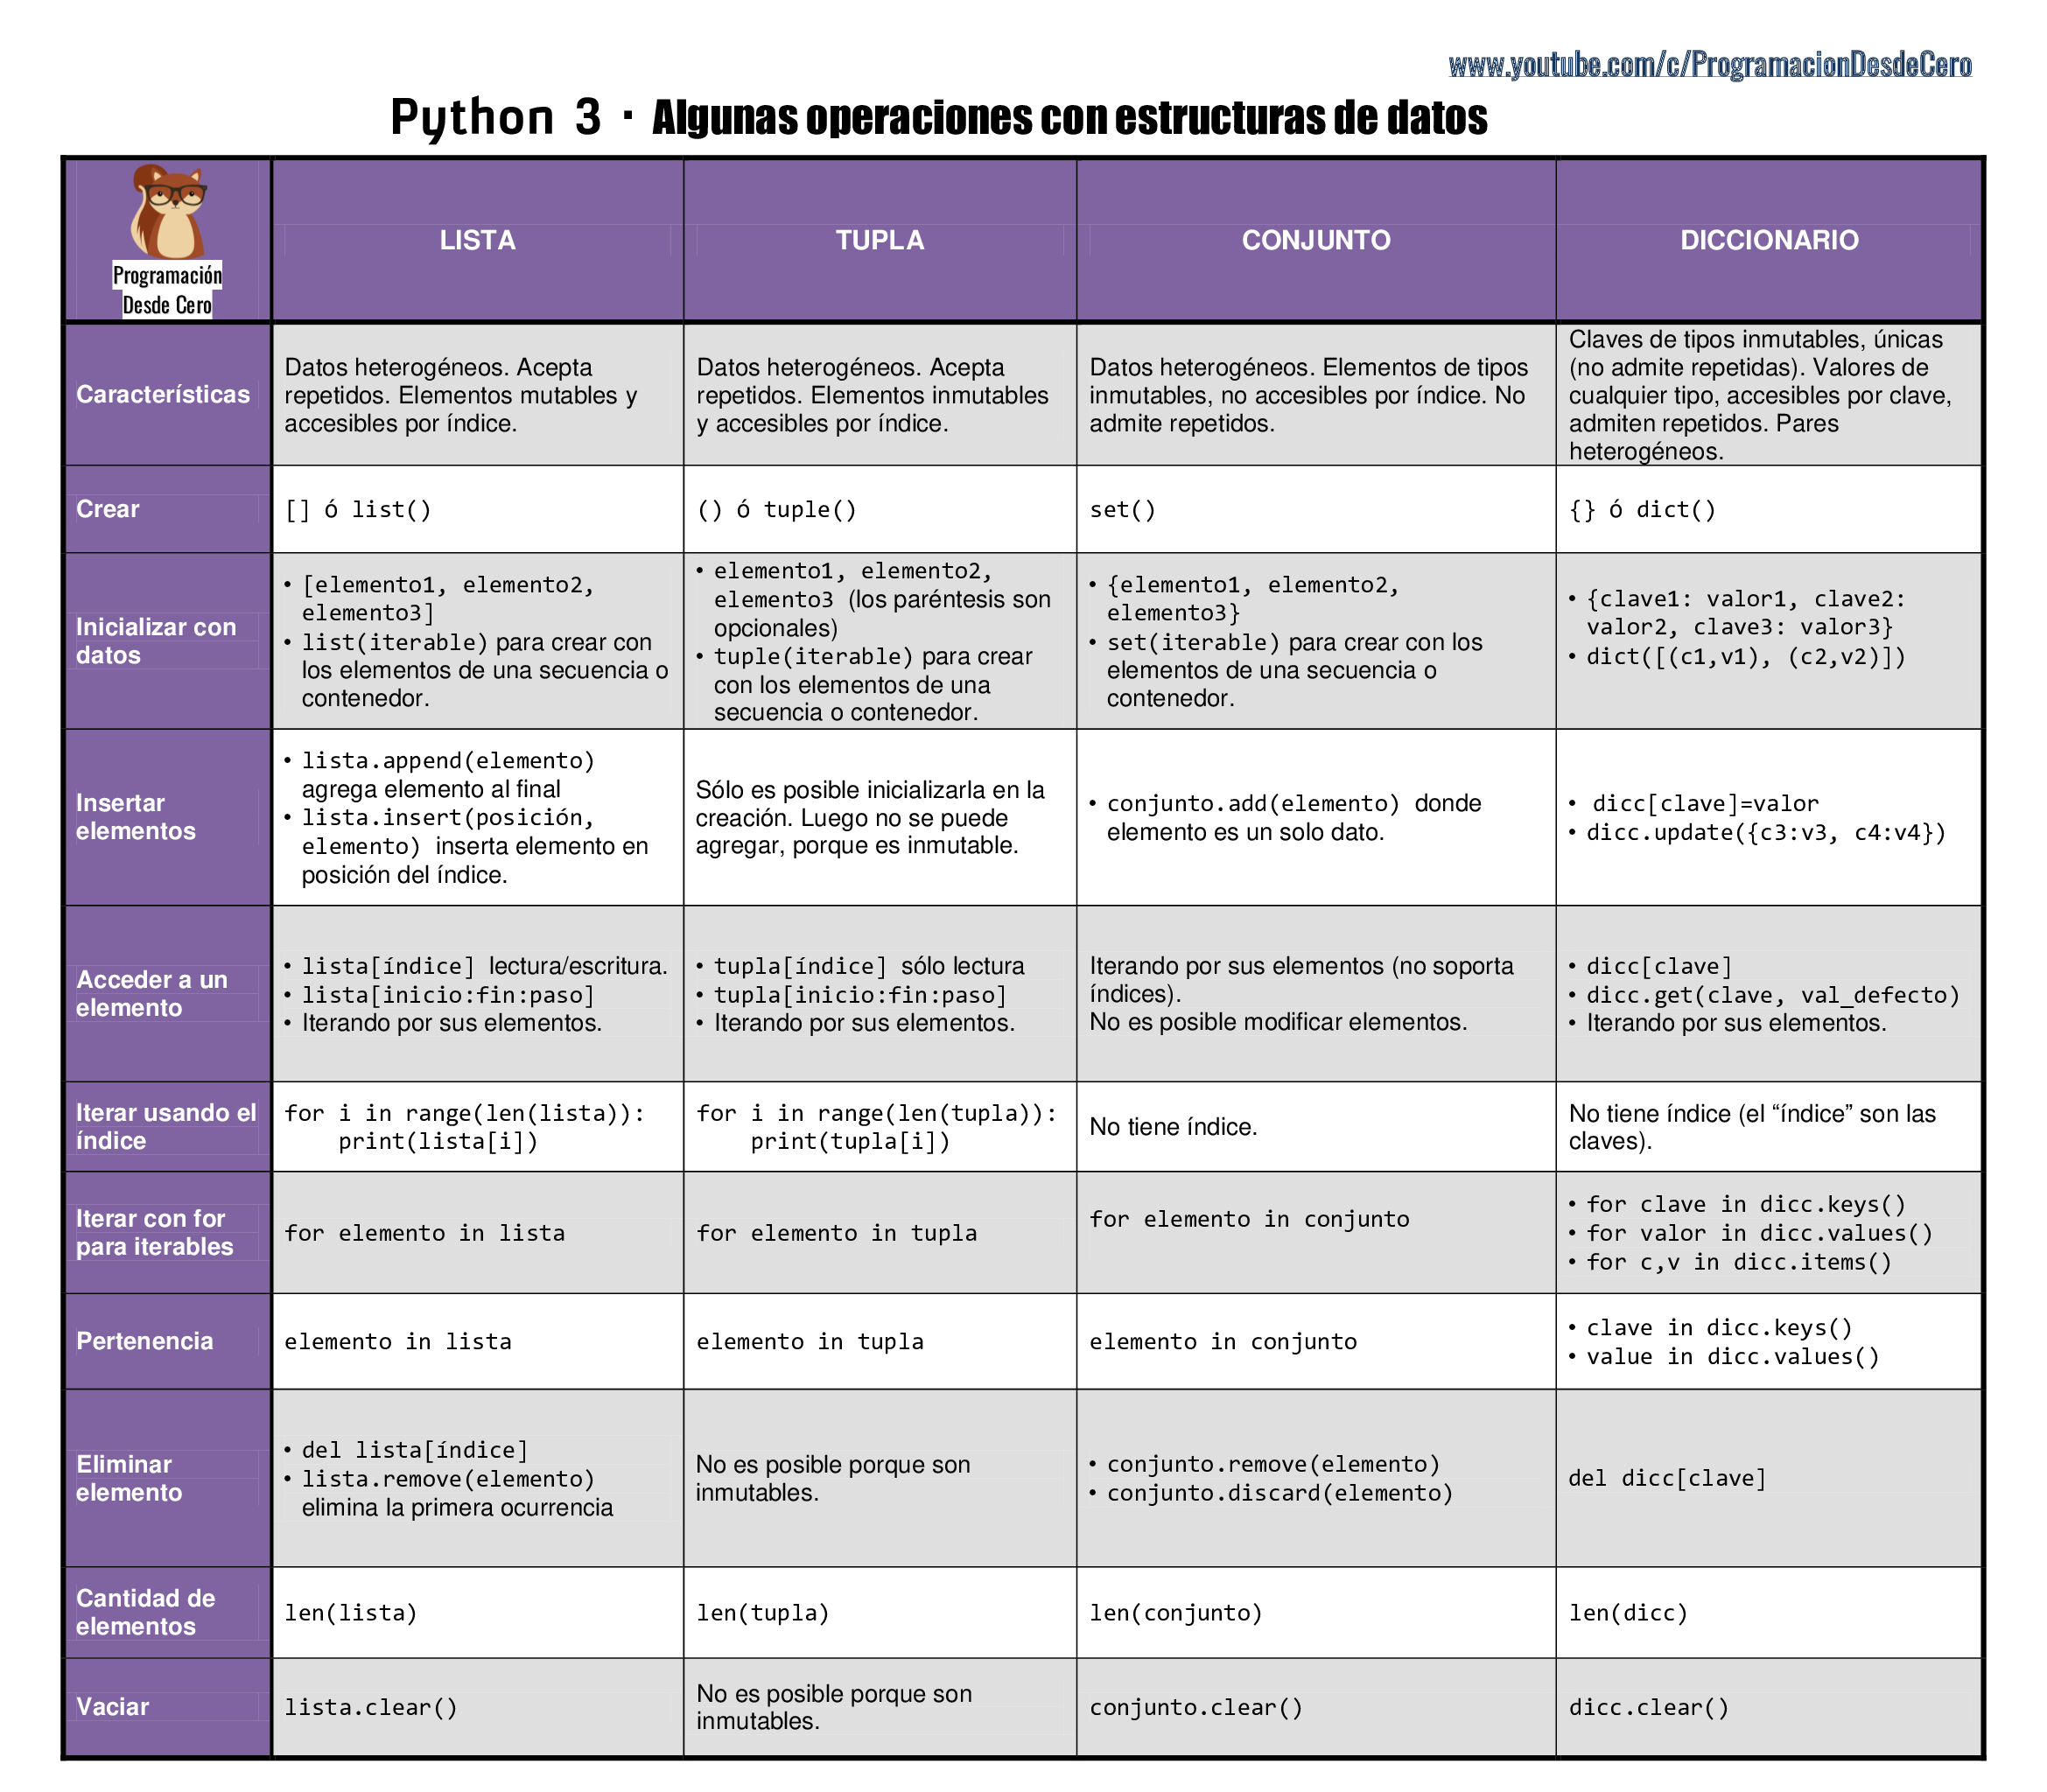 www.youtube.com/c/ProgramacionDesdeCero
Python 3 · Algunas operaciones con estructuras de datos
Programación
Desde Cero
LISTA
TUPLA
CONJUNTO
DICCIONARIO
Características
Datos heterogéneos. Acepta
repetidos. Elementos mutables y
accesibles por índice.
Datos heterogéneos. Acepta
repetidos. Elementos inmutables
y accesibles por índice.
Datos heterogéneos. Elementos de tipos
inmutables, no accesibles por índice. No
admite repetidos.
Claves de tipos inmutables, únicas
(no admite repetidas). Valores de
cualquier tipo, accesibles por clave,
admiten repetidos. Pares
heterogéneos.
Crear
[] ó list()
() ó tuple()
set()
{} ó dict()
Inicializar con
datos
• [elemento1, elemento2,
elemento3]
• list(iterable) para crear con
los elementos de una secuencia o
contenedor.
• elemento1, elemento2,
elemento3 (los paréntesis son
opcionales)
• tuple(iterable) para crear
con los elementos de una
secuencia o contenedor.
• {elemento1, elemento2,
elemento3}
• set(iterable) para crear con los
elementos de una secuencia o
contenedor.
• {clave1: valor1, clave2:
valor2, clave3: valor3}
• dict([(c1,v1), (c2,v2)])
Insertar
elementos
• lista.append(elemento)
agrega elemento al final
• lista.insert(posición,
elemento) inserta elemento en
posición del índice.
Sólo es posible inicializarla en la
creación. Luego no se puede
agregar, porque es inmutable.
• conjunto.add(elemento) donde
elemento es un solo dato.
• dicc[clave]=valor
• dicc.update({c3:v3, c4:v4})
Acceder a un
elemento
• lista[índice] lectura/escritura.
• lista[inicio:fin:paso]
• Iterando por sus elementos.
• tupla[índice] sólo lectura
• tupla[inicio:fin:paso]
• Iterando por sus elementos.
Iterando por sus elementos (no soporta
índices).
No es posible modificar elementos.
• dicc[clave]
• dicc.get(clave, val_defecto)
• Iterando por sus elementos.
Iterar usando el
índice
for i in range(len(lista)):
print(lista[i])
for i in range(len(tupla)):
print(tupla[i])
No tiene índice.
No tiene índice (el “índice” son las
claves).
Iterar con for
para iterables
for elemento in lista
for elemento in tupla
for elemento in conjunto
• for clave in dicc.keys()
• for valor in dicc.values()
• for c,v in dicc.items()
Pertenencia
elemento in lista
elemento in tupla
elemento in conjunto
• clave in dicc.keys()
• value in dicc.values()
Eliminar
elemento
• del lista[índice]
• lista.remove(elemento)
elimina la primera ocurrencia
No es posible porque son
inmutables.
• conjunto.remove(elemento)
• conjunto.discard(elemento)
del dicc[clave]
Cantidad de
elementos
len(lista)
len(tupla)
len(conjunto)
len(dicc)
Vaciar
lista.clear()
No es posible porque son
inmutables.
conjunto.clear()
dicc.clear()